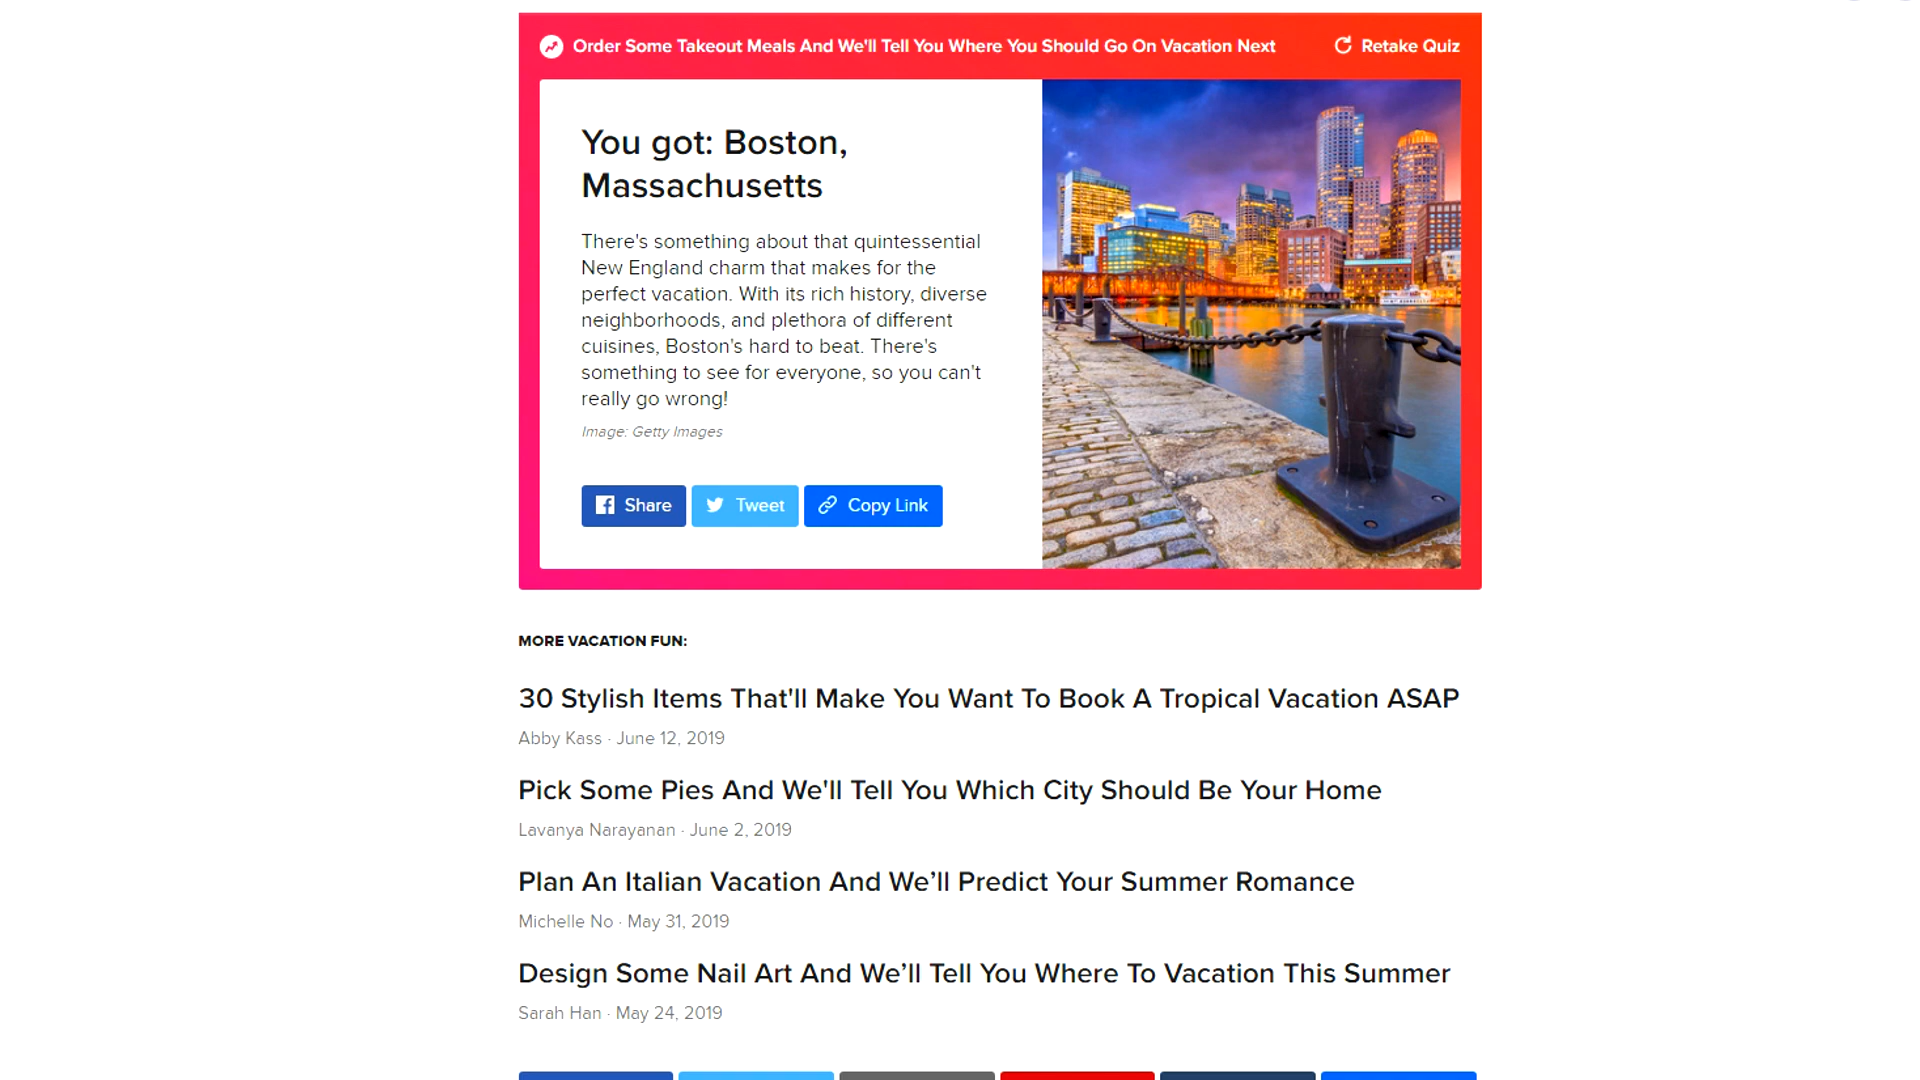 Order Some Takeout Meals And We'll Tell You Where You Should Go On Vacation Next
Retake Quiz
You got: Boston,
Massachusetts
There's something about that quintessential
New England charm that makes for the
perfect vacation. With its rich history, diverse
neighborhoods, and plethora of different
cuisines, Boston's hard to beat. There's
something to see for everyone, so you can't
really go wrong!
Image: Getty Images
Share
Tweet
Copy Link
MORE VACATION FUN:
30 Stylish Items That'll Make You Want To Book A Tropical Vacation ASAP
Abby Kass · June 12, 2019
Pick Some Pies And We'll Tell You Which City Should Be Your Home
Lavanya Narayanan · June 2, 2019
Plan An Italian Vacation And We’ll Predict Your Summer Romance
Michelle No · May 31, 2019
Design Some Nail Art And We’ll Tell You Where To Vacation This Summer
Sarah Han · May 24, 2019